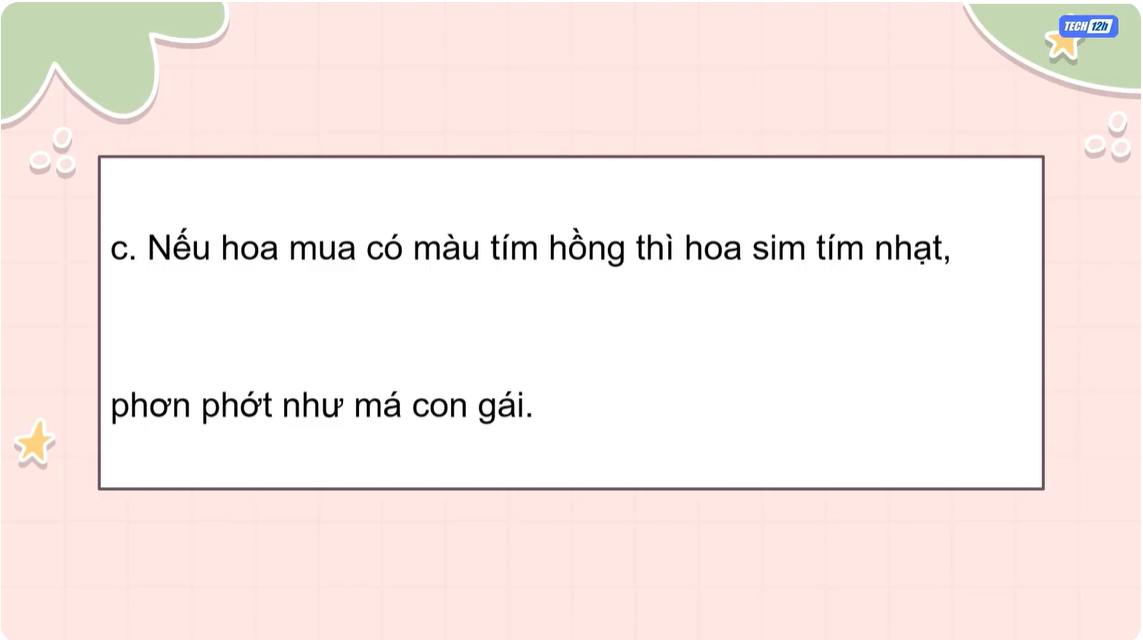 TECH 12h
c. Nếu hoa mua có màu tím hồng thì hoa sim tím nhạt,
phơn phớt như má con gái.